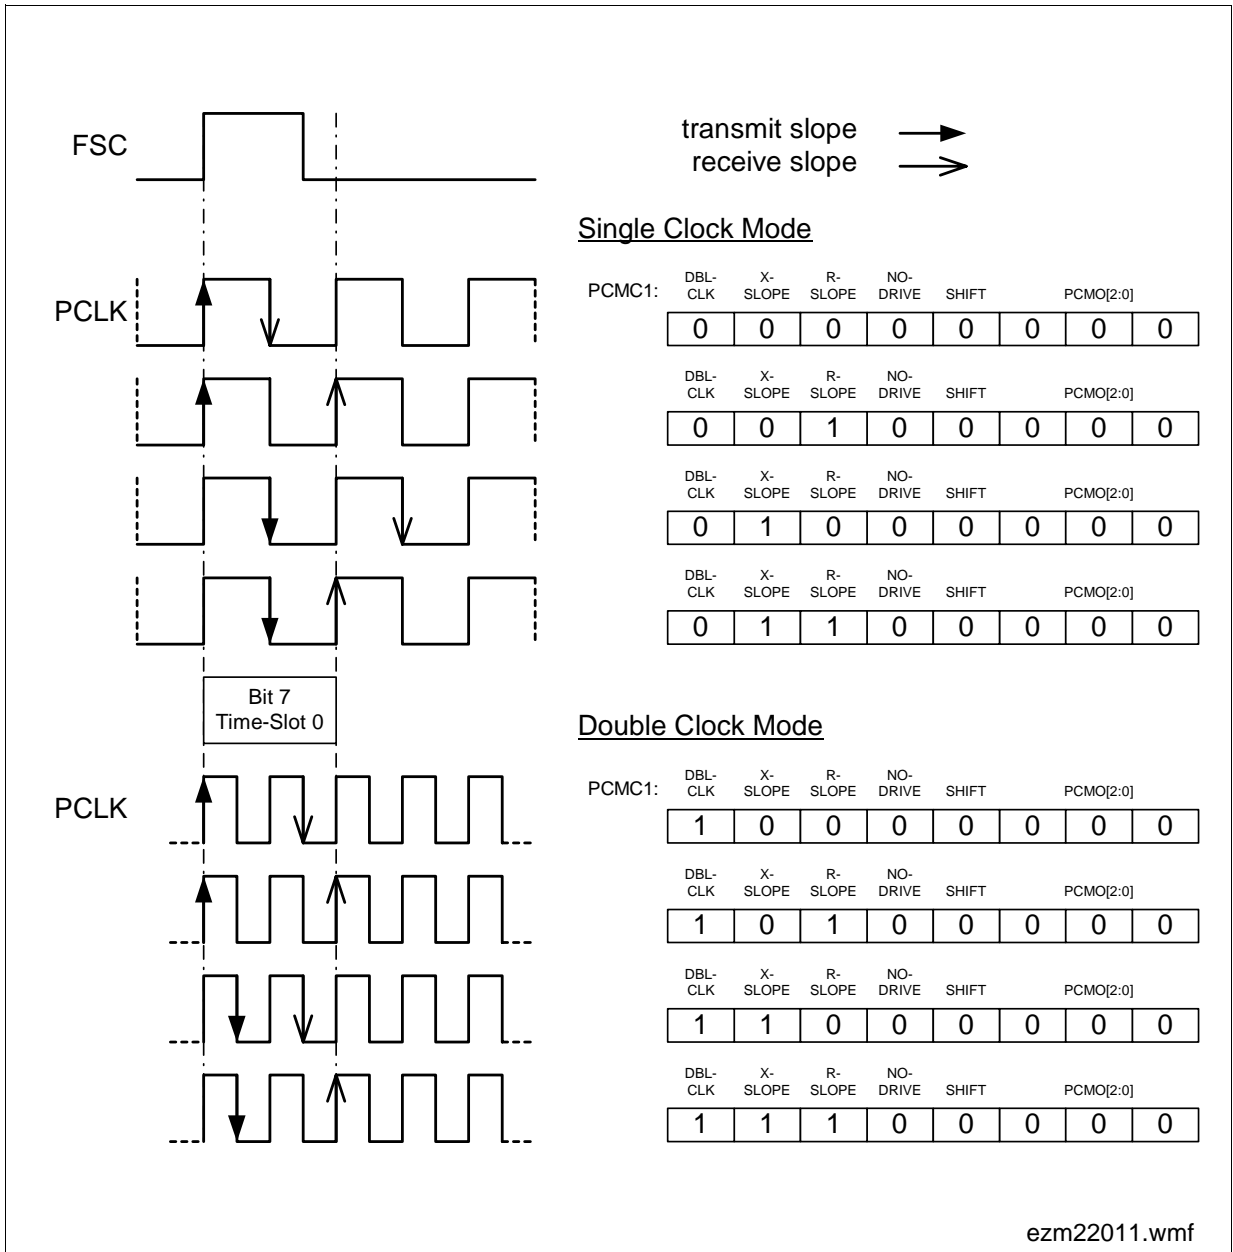 FSC
transmit slope
receive slope
Single Clock Mode
PCLK
PCMC1:
DBL-CLK X-SLOPE R-SLOPE NO-DRIVE SHIFT PCMO[2:0]
0 0 0 0 0 0 0 0
DBL-CLK X-SLOPE R-SLOPE NO-DRIVE SHIFT PCMO[2:0]
0 0 1 0 0 0 0 0
DBL-CLK X-SLOPE R-SLOPE NO-DRIVE SHIFT PCMO[2:0]
0 1 0 0 0 0 0 0
DBL-CLK X-SLOPE R-SLOPE NO-DRIVE SHIFT PCMO[2:0]
0 1 1 0 0 0 0 0
Bit 7
Time-Slot 0
Double Clock Mode
PCLK
PCMC1:
DBL-CLK X-SLOPE R-SLOPE NO-DRIVE SHIFT PCMO[2:0]
1 0 0 0 0 0 0 0
DBL-CLK X-SLOPE R-SLOPE NO-DRIVE SHIFT PCMO[2:0]
1 0 1 0 0 0 0 0
DBL-CLK X-SLOPE R-SLOPE NO-DRIVE SHIFT PCMO[2:0]
1 1 0 0 0 0 0 0
DBL-CLK X-SLOPE R-SLOPE NO-DRIVE SHIFT PCMO[2:0]
1 1 1 0 0 0 0 0
ezm22011.wmf